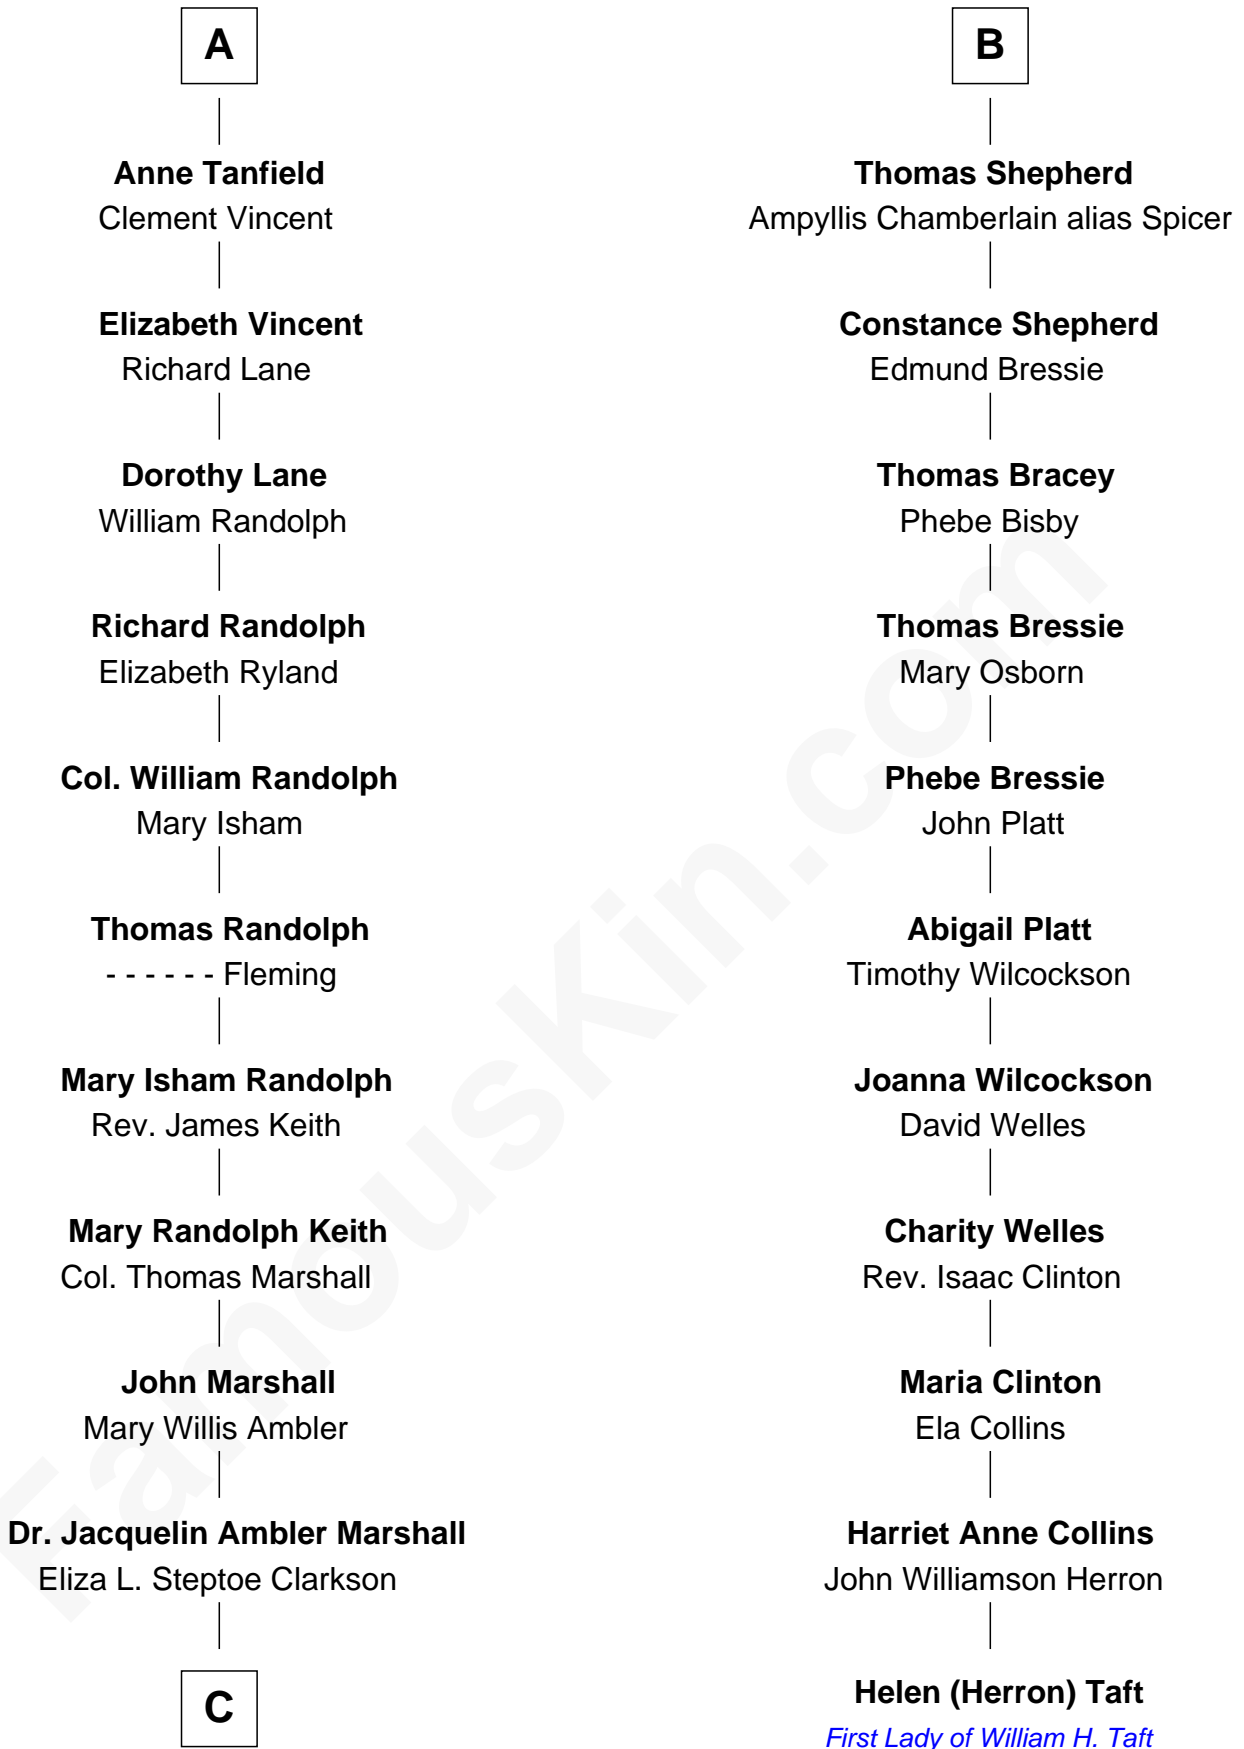 A
Anne Tanfield
Clement Vincent
Elizabeth Vincent
Richard Lane
Dorothy Lane
William Randolph
Richard Randolph
Elizabeth Ryland
Col. William Randolph
Mary Isham
Thomas Randolph
- - - - - - Fleming
Mary Isham Randolph
Rev. James Keith
Mary Randolph Keith
Col. Thomas Marshall
John Marshall
Mary Willis Ambler
Dr. Jacquelin Ambler Marshall
Eliza L. Steptoe Clarkson
C
B
Thomas Shepherd
Ampyllis Chamberlain alias Spicer
Constance Shepherd
Edmund Bressie
Thomas Bracey
Phebe Bisby
Thomas Bressie
Mary Osborn
Phebe Bressie
John Platt
Abigail Platt
Timothy Wilcockson
Joanna Wilcockson
David Welles
Charity Welles
Rev. Isaac Clinton
Maria Clinton
Ela Collins
Harriet Anne Collins
John Williamson Herron
Helen (Herron) Taft
First Lady of William H. Taft
FamousKin.com